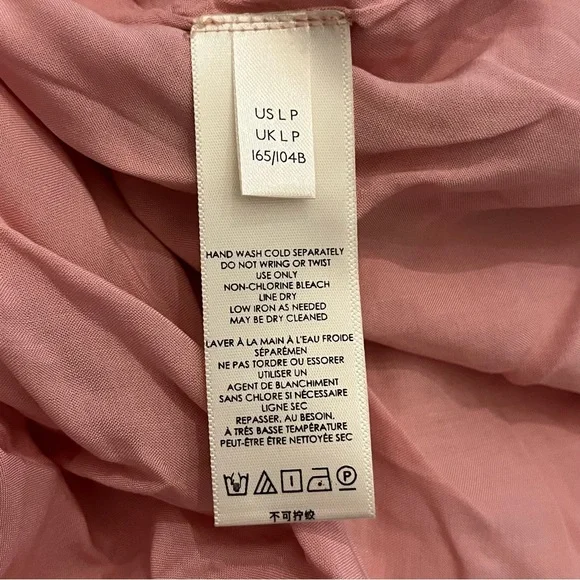 US L P
UK L P
165/104B
HAND WASH COLD SEPARATELY
DO NOT WRING OR TWIST
USE ONLY
NON-CHLORINE BLEACH
LINE DRY
LOW IRON AS NEEDED
MAY BE DRY CLEANED
LAVER À LA MAIN À L'EAU FROIDE
SÉPARÉMEN
NE PAS TORDRE OU ESSORER
UTILISER UN
AGENT DE BLANCHIMENT
SANS CHLORE SI NÉCESSAIRE
LIGNE SEC
REPASSER, AU BESOIN.
À TRÈS BASSE TEMPÉRATURE
PEUT-ÊTRE ÊTRE NETTOYÉE SEC
P
不可拧绞